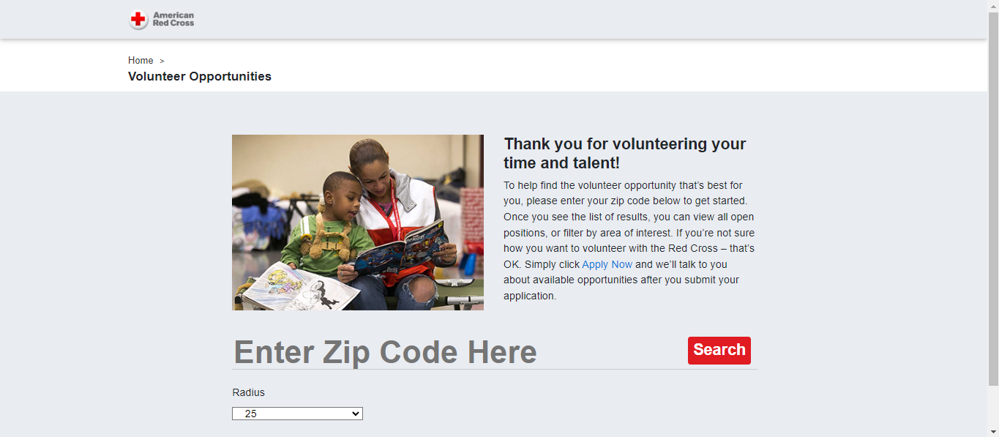 American
Red Cross
Home >
Volunteer Opportunities
Thank you for volunteering your
time and talent!
To help find the volunteer opportunity that’s best for
you, please enter your zip code below to get started.
Once you see the list of results, you can view all open
positions, or filter by area of interest. If you’re not sure
how you want to volunteer with the Red Cross – that’s
OK. Simply click Apply Now and we’ll talk to you
about available opportunities after you submit your
application.
Enter Zip Code Here
Search
Radius
25